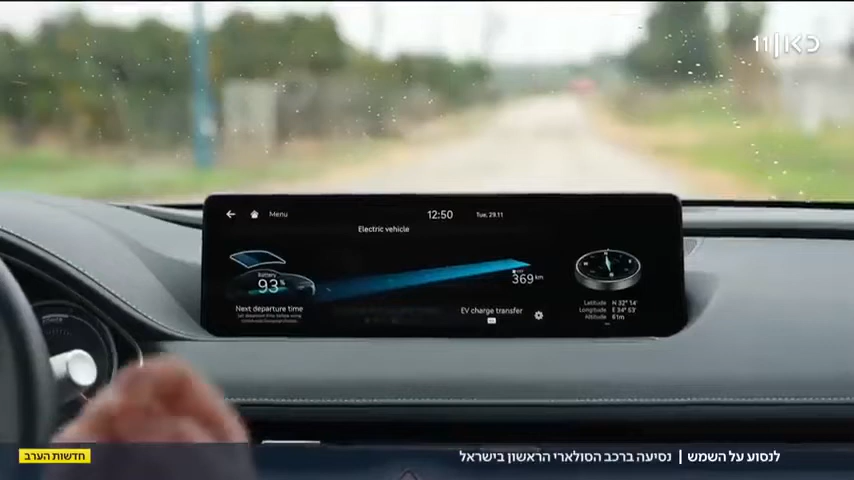 כאן 11
Menu
12:50
Tue, 29.11
Electric vehicle
Battery
93%
369 km
Next departure time
EV charge transfer
N
Latitude N 32° 14'
Longitude E 34° 53'
Altitude 61m
לנסוע על השמש | נסיעה ברכב הסולארי הראשון בישראל
חדשות הערב